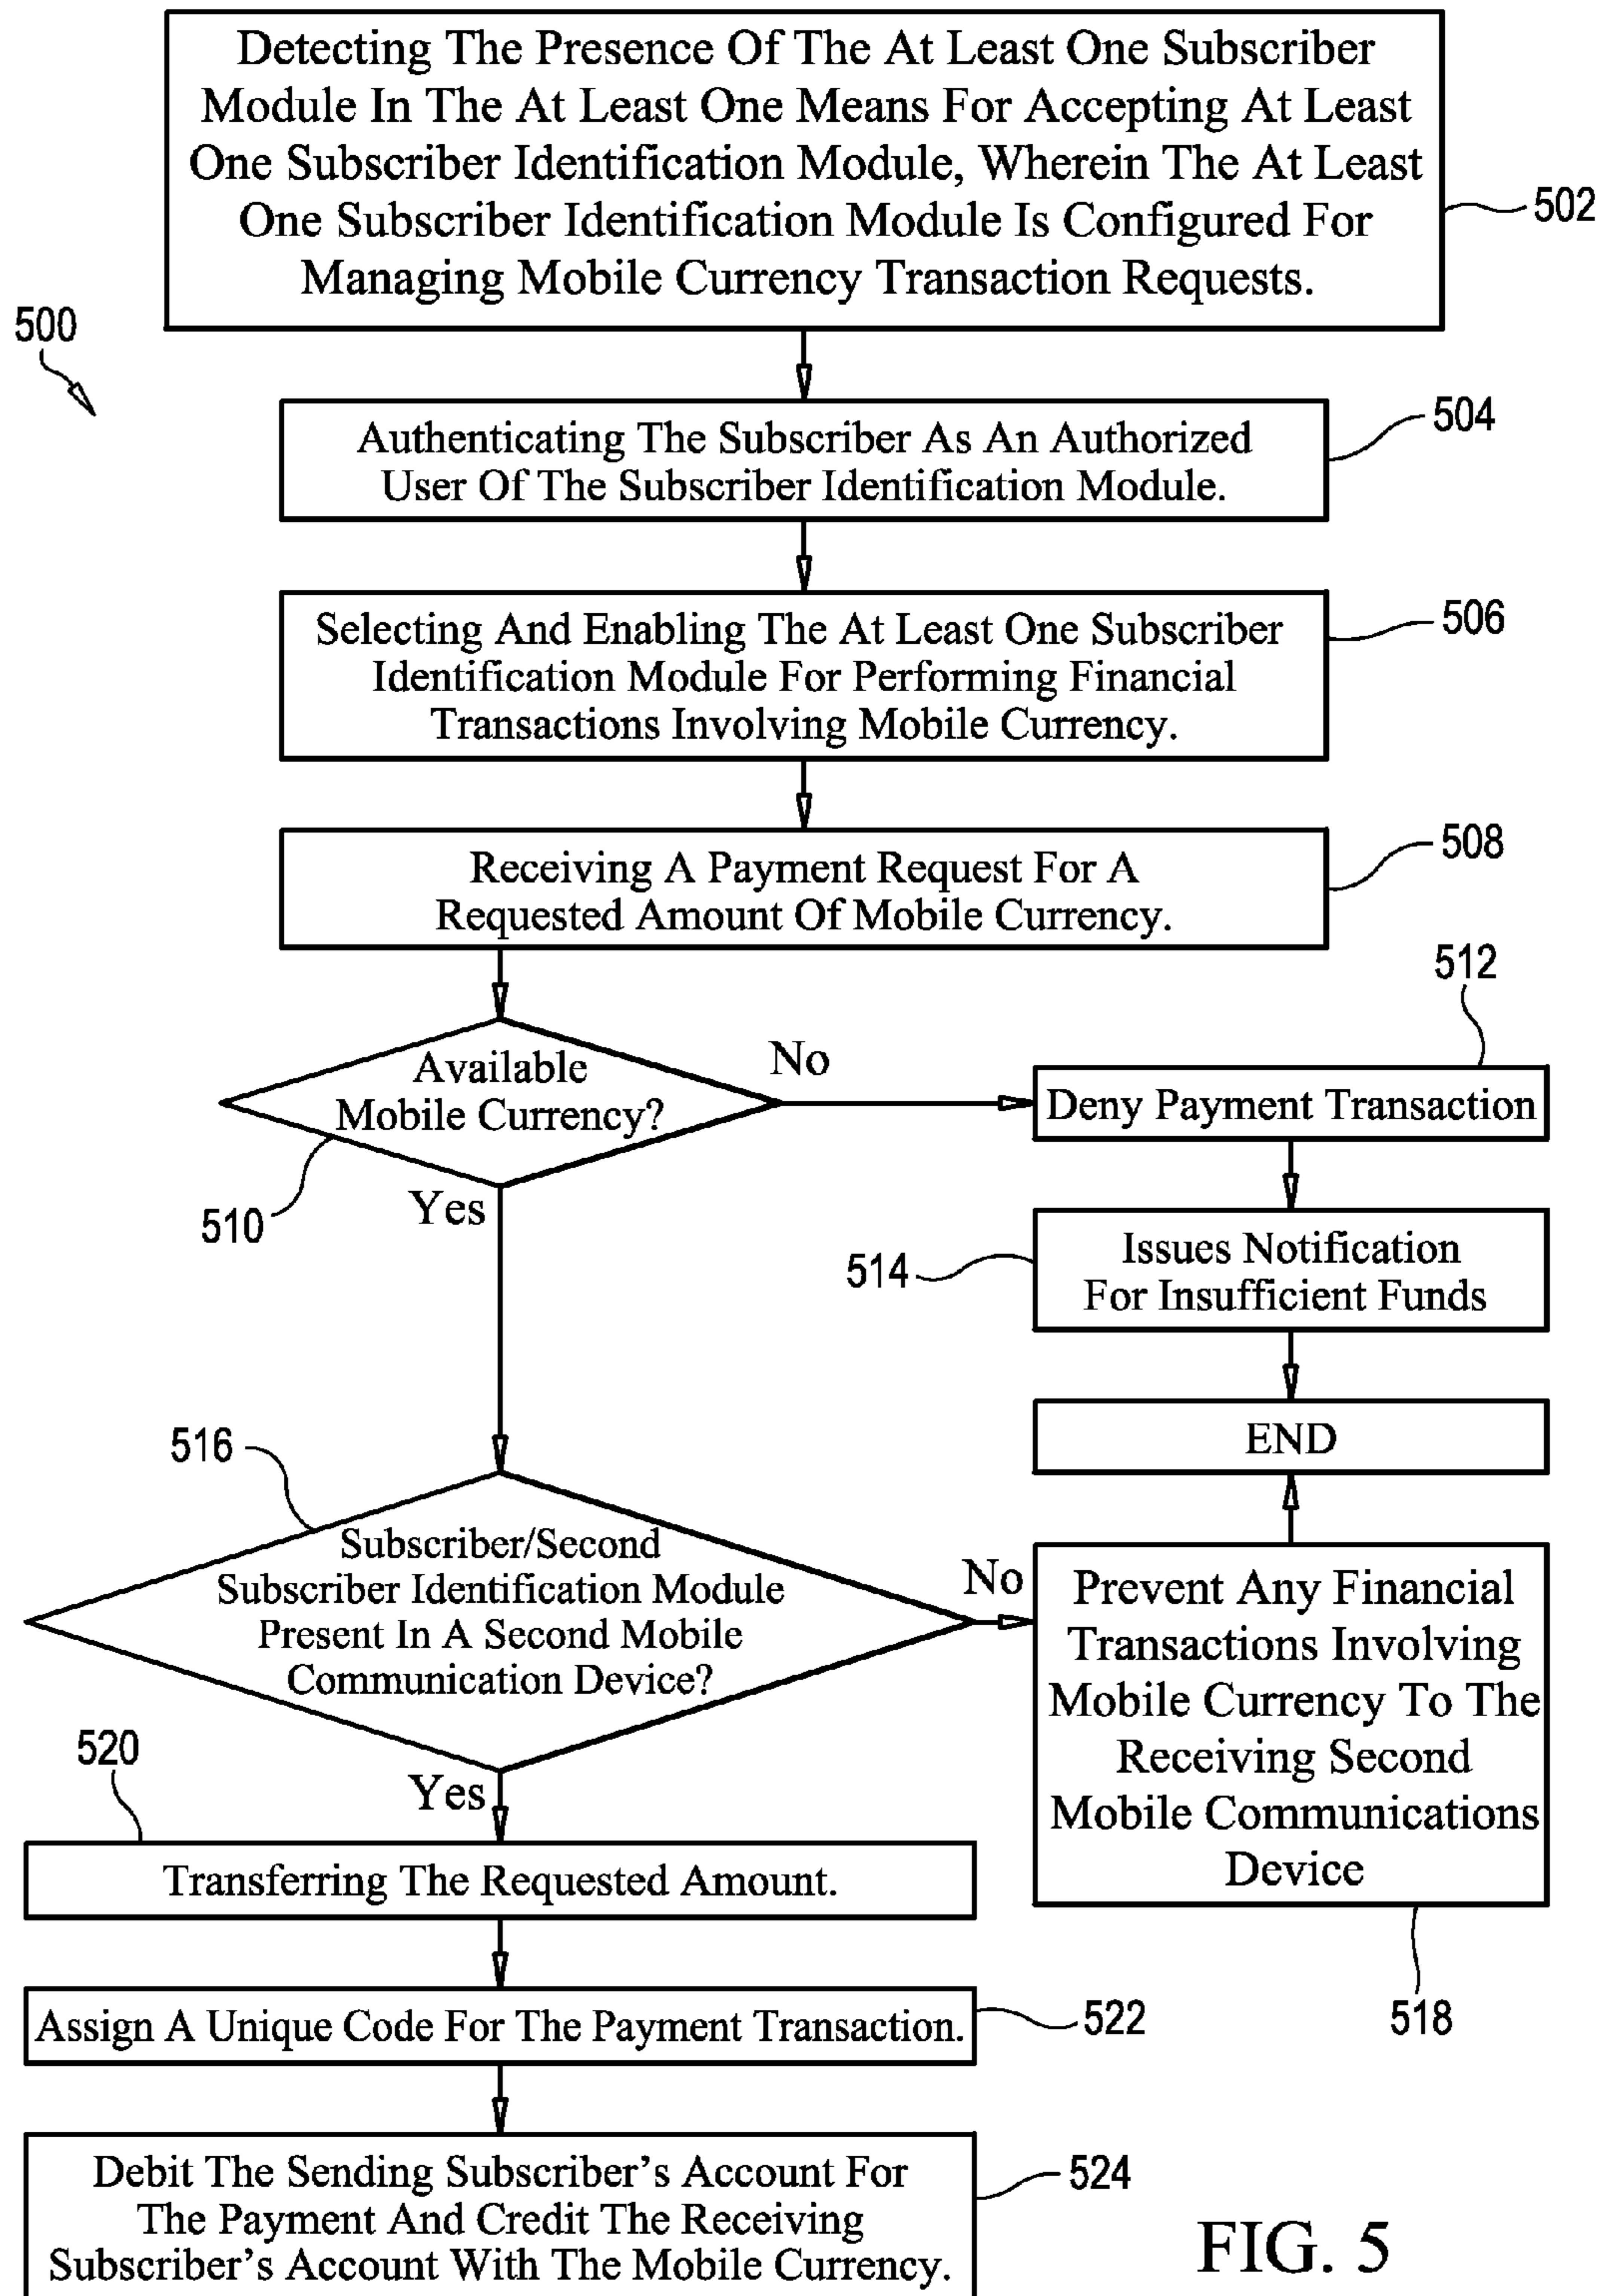 Detecting The Presence Of The At Least One Subscriber
Module In The At Least One Means For Accepting At Least
One Subscriber Identification Module, Wherein The At Least
One Subscriber Identification Module Is Configured For
Managing Mobile Currency Transaction Requests.
502
500
Authenticating The Subscriber As An Authorized
User Of The Subscriber Identification Module.
504
Selecting And Enabling The At Least One Subscriber
Identification Module For Performing Financial
Transactions Involving Mobile Currency.
506
Receiving A Payment Request For A
Requested Amount Of Mobile Currency.
508
Available
Mobile Currency?
510
No
Yes
512
Deny Payment Transaction
514
Issues Notification
For Insufficient Funds
END
516
Subscriber/Second
Subscriber Identification Module
Present In A Second Mobile
Communication Device?
No
Yes
Prevent Any Financial
Transactions Involving
Mobile Currency To The
Receiving Second
Mobile Communications
Device
518
520
Transferring The Requested Amount.
Assign A Unique Code For The Payment Transaction.
522
Debit The Sending Subscriber's Account For
The Payment And Credit The Receiving
Subscriber's Account With The Mobile Currency.
524
FIG. 5